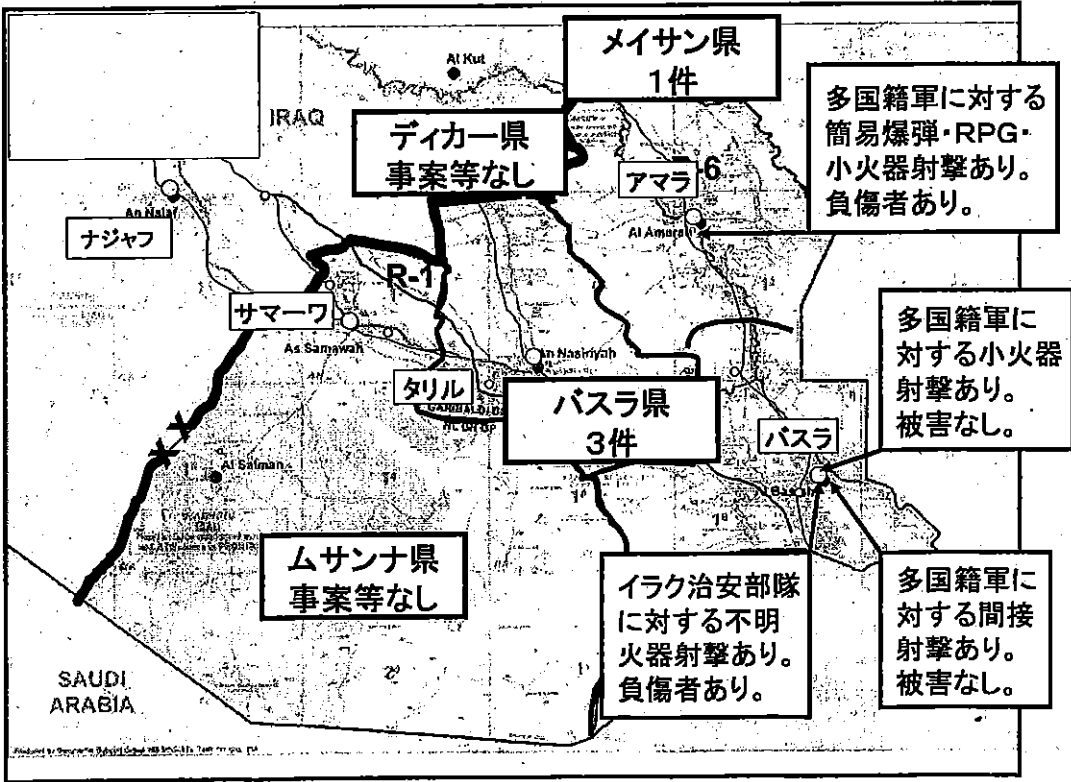 メイサン県
1件
Al Kut
IRAQ
多国籍軍に対する
簡易爆弾・RPG・
小火器射撃あり。
負傷者あり。
ディカー県
事案等なし
アマラ
Al Amarah
An Najaf
ナジャフ
R-1
サマーワ
As Samawah
多国籍軍に
対する小火器
射撃あり。
被害なし。
An Nasiriyah
タリル
バスラ県
3件
バスラ
Al Salman
ムサンナ県
事案等なし
イラク治安部隊
に対する不明
火器射撃あり。
負傷者あり。
多国籍軍に
対する間接
射撃あり。
被害なし。
SAUDI
ARABIA